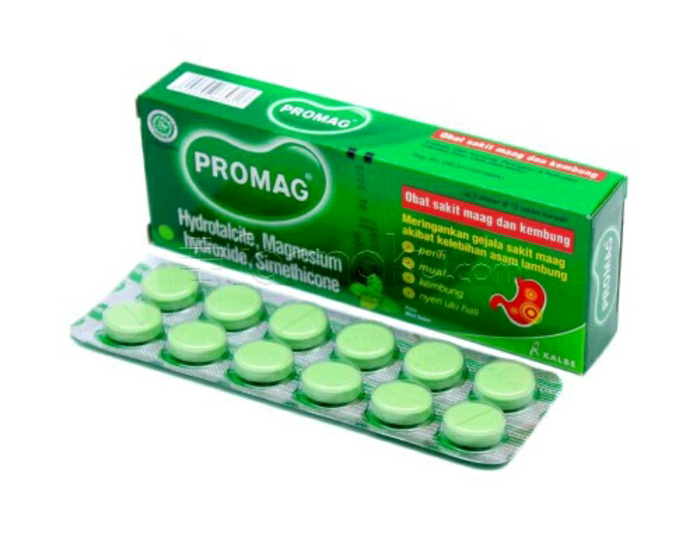 PROMAG
PROMAG®
Hydrotalcite, Magnesium
hydroxide, Simethicone
Obat sakit maag dan kembung
Obat sakit maag dan kembung
Meringankan gejala sakit maag
akibat kelebihan asam lambung
perih
mual
kembung
nyeri ulu hati
PROMAG
KALBE